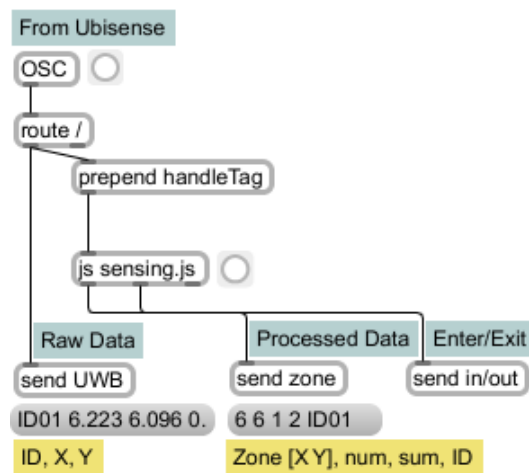 From Ubisense
OSC
route /
prepend handleTag
js sensing.js
Raw Data
Processed Data
Enter/Exit
send UWB
send zone
send in/out
ID01 6.223 6.096 0.
6 6 1 2 ID01
ID, X, Y
Zone [X Y], num, sum, ID